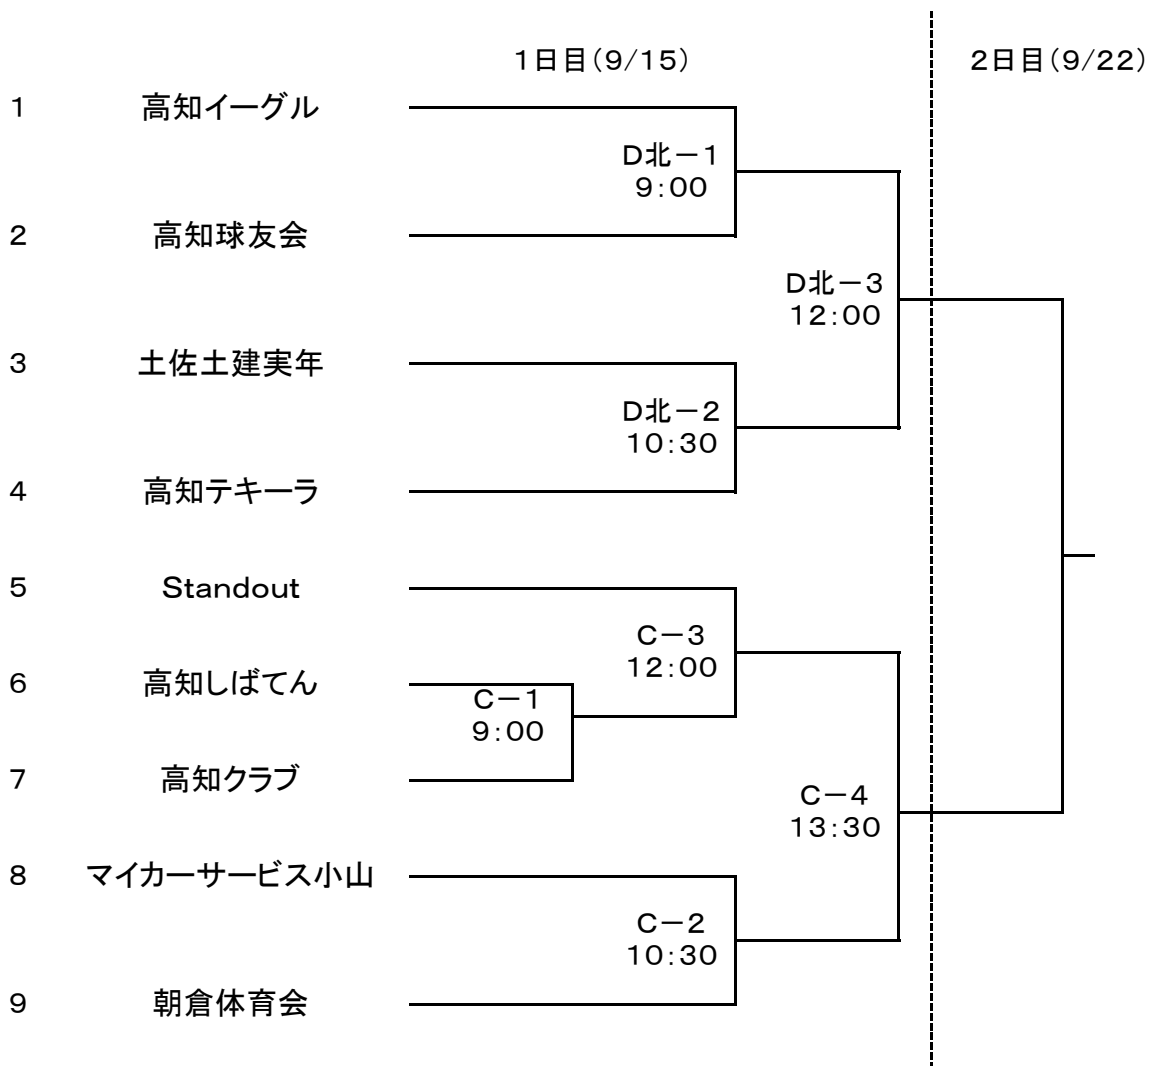 １日目（９/１５）
２日目（９/２２）
１ 高知イーグル
Ｄ北－１
９：００
２ 高知球友会
Ｄ北－３
１２：００
３ 土佐土建実年
Ｄ北－２
１０：３０
４ 高知テキーラ
５ Standout
Ｃ－３
１２：００
６ 高知しばてん
Ｃ－１
９：００
７ 高知クラブ
Ｃ－４
１３：３０
８ マイカーサービス小山
Ｃ－２
１０：３０
９ 朝倉体育会